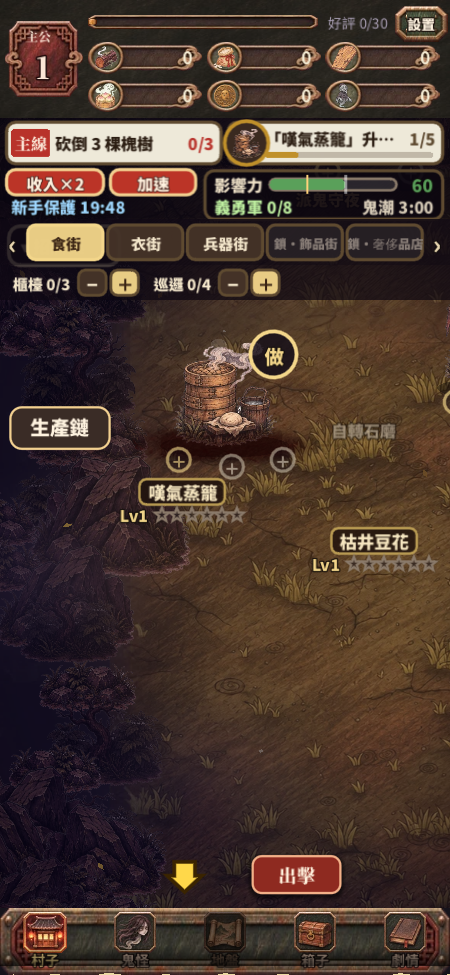 主公
1
好評 0/30
設置
0
0
0
0
0
0
主線 砍倒 3 棵槐樹 0/3
「嘆氣蒸籠」升… 1/5
收入×2
加速
影響力 60
新手保護 19:48
義勇軍 0/8 鬼潮 3:00
‹ 食街 衣街 兵器街 鎖·飾品街 鎖·奢侈品店 ›
櫃檯 0/3 − + 巡邏 0/4 − +
做
生產鏈
自轉石磨
嘆氣蒸籠
Lv1 ☆☆☆☆☆☆
枯井豆花
Lv1 ☆☆☆☆☆☆
出擊
村子
鬼怪
地盤
箱子
劇情